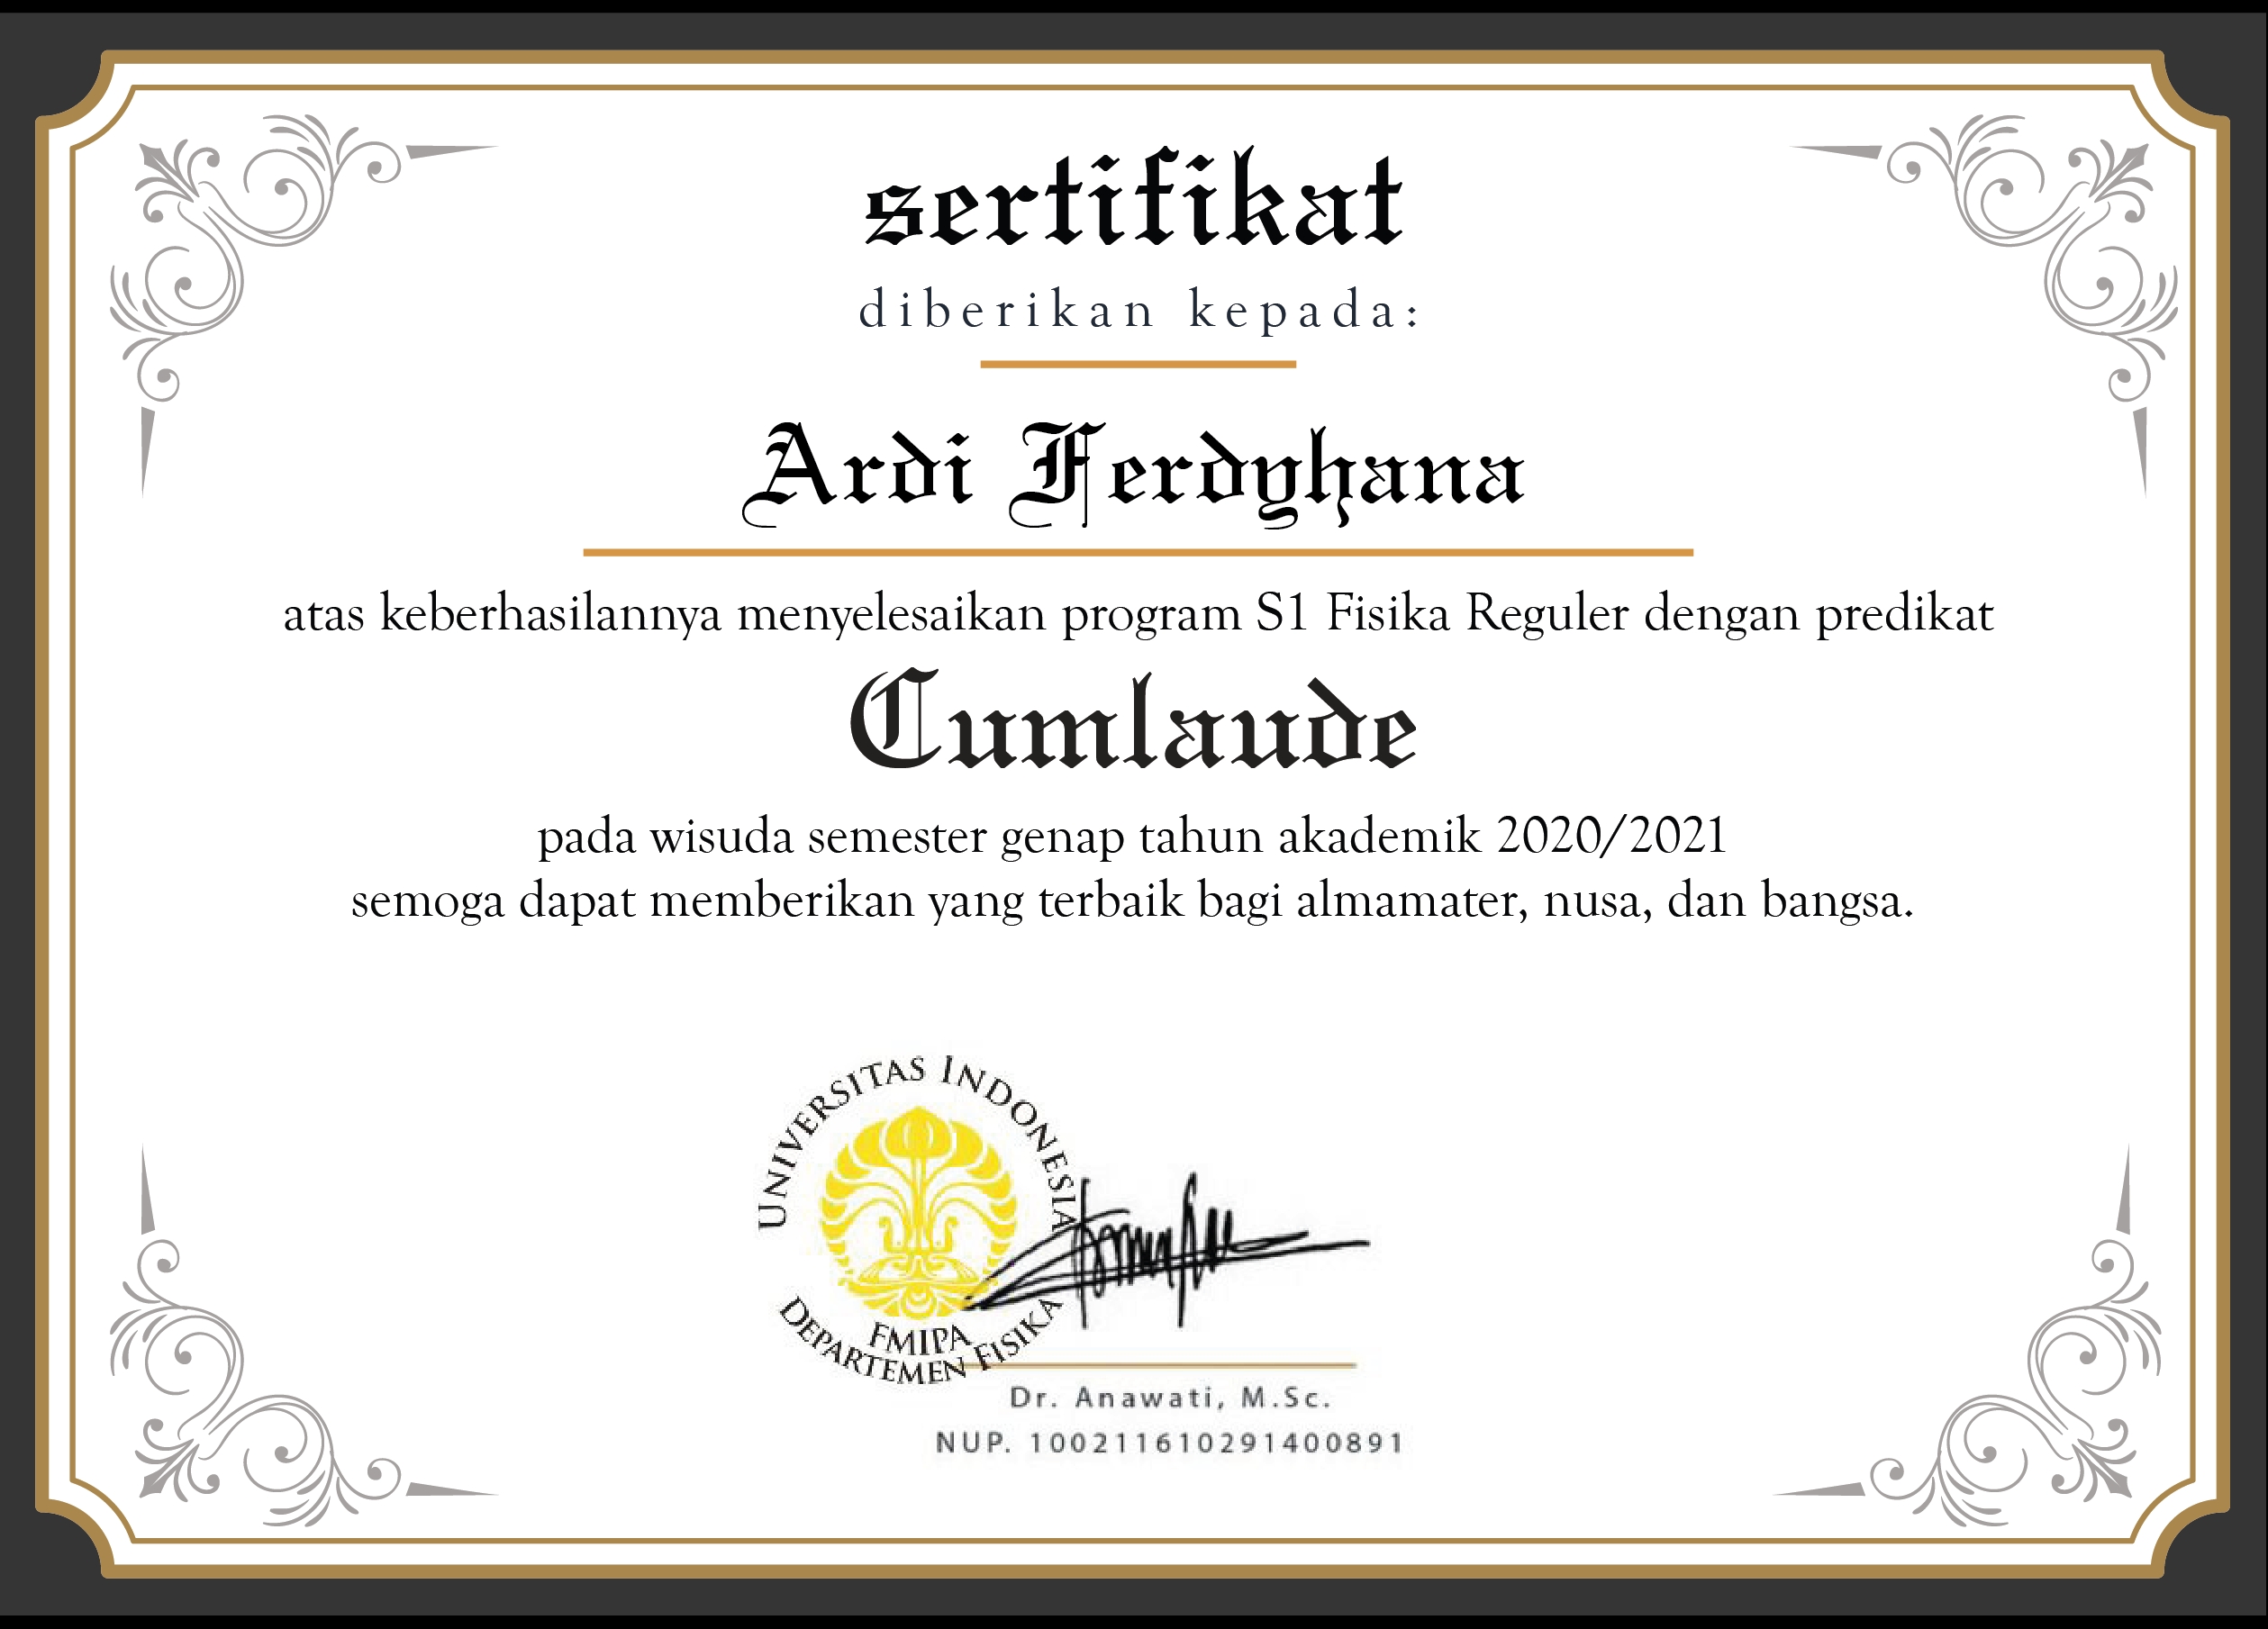 sertifikat
diberikan kepada:
Ardi Ferdyhana
atas keberhasilannya menyelesaikan program S1 Fisika Reguler dengan predikat
Cumlaude
pada wisuda semester genap tahun akademik 2020/2021
semoga dapat memberikan yang terbaik bagi almamater, nusa, dan bangsa.
UNIVERSITAS INDONESIA
FMIPA
DEPARTEMEN FISIKA
Dr. Anawati, M.Sc.
NUP. 100211610291400891